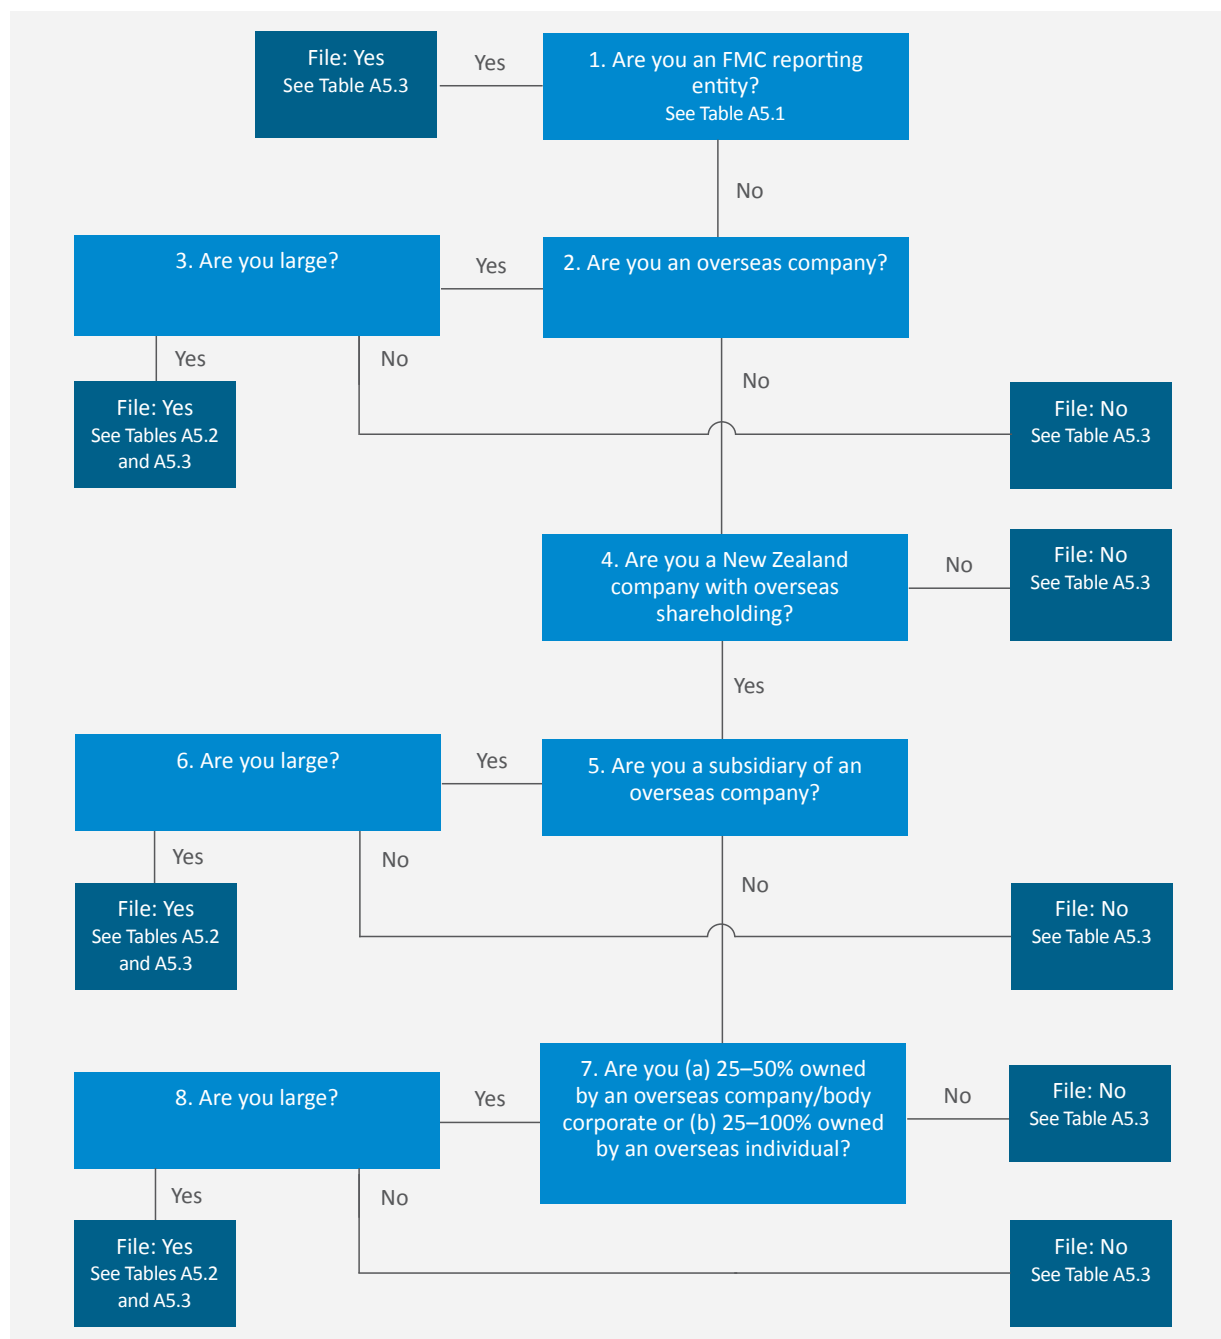 File: Yes
See Table A5.3
Yes
1. Are you an FMC reporting
entity?
See Table A5.1
No
3. Are you large?
Yes
2. Are you an overseas company?
Yes
No
No
File: Yes
See Tables A5.2
and A5.3
File: No
See Table A5.3
4. Are you a New Zealand
company with overseas
shareholding?
No
File: No
See Table A5.3
Yes
6. Are you large?
Yes
5. Are you a subsidiary of an
overseas company?
Yes
No
No
File: Yes
See Tables A5.2
and A5.3
File: No
See Table A5.3
8. Are you large?
Yes
7. Are you (a) 25–50% owned
by an overseas company/body
corporate or (b) 25–100% owned
by an overseas individual?
No
File: No
See Table A5.3
Yes
No
File: Yes
See Tables A5.2
and A5.3
File: No
See Table A5.3